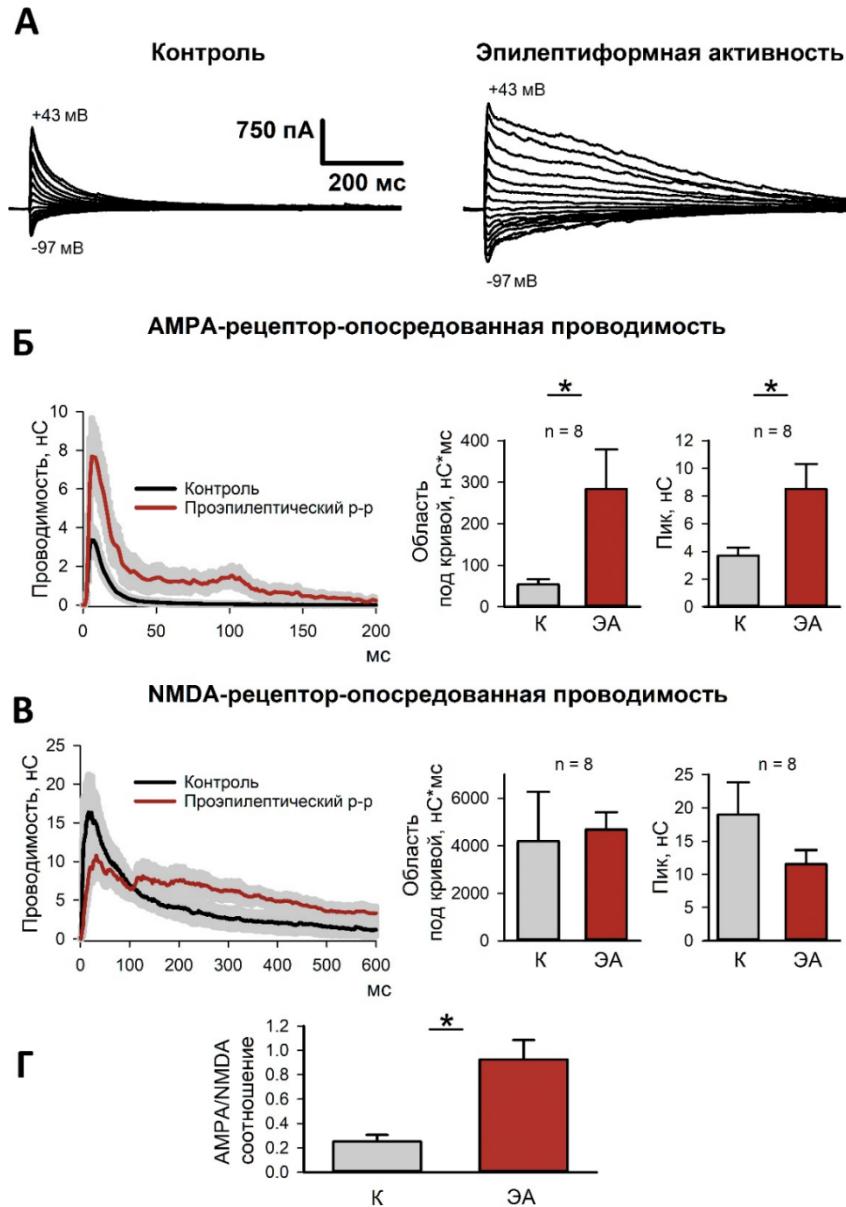 А
Контроль
Эпилептиформная активность
+43 мВ
750 пА
200 мс
-97 мВ
+43 мВ
-97 мВ
Б
AMPA-рецептор-опосредованная проводимость
Проводимость, нС
10
8
6
4
2
0
0 50 100 150 200
мс
Контроль
Проэпилептический р-р
*
n = 8
Область
под кривой, нС*мс
400
300
200
100
0
К ЭА
*
n = 8
Пик, нС
12
10
8
6
4
2
0
К ЭА
В
NMDA-рецептор-опосредованная проводимость
Проводимость, нС
25
20
15
10
5
0
0 100 200 300 400 500 600
мс
Контроль
Проэпилептический р-р
n = 8
Область
под кривой, нС*мс
6000
4000
2000
0
К ЭА
n = 8
Пик, нС
25
20
15
10
5
0
К ЭА
Г
AMPA/NMDA
соотношение
1.2
1.0
0.8
0.6
0.4
0.2
0.0
*
К ЭА